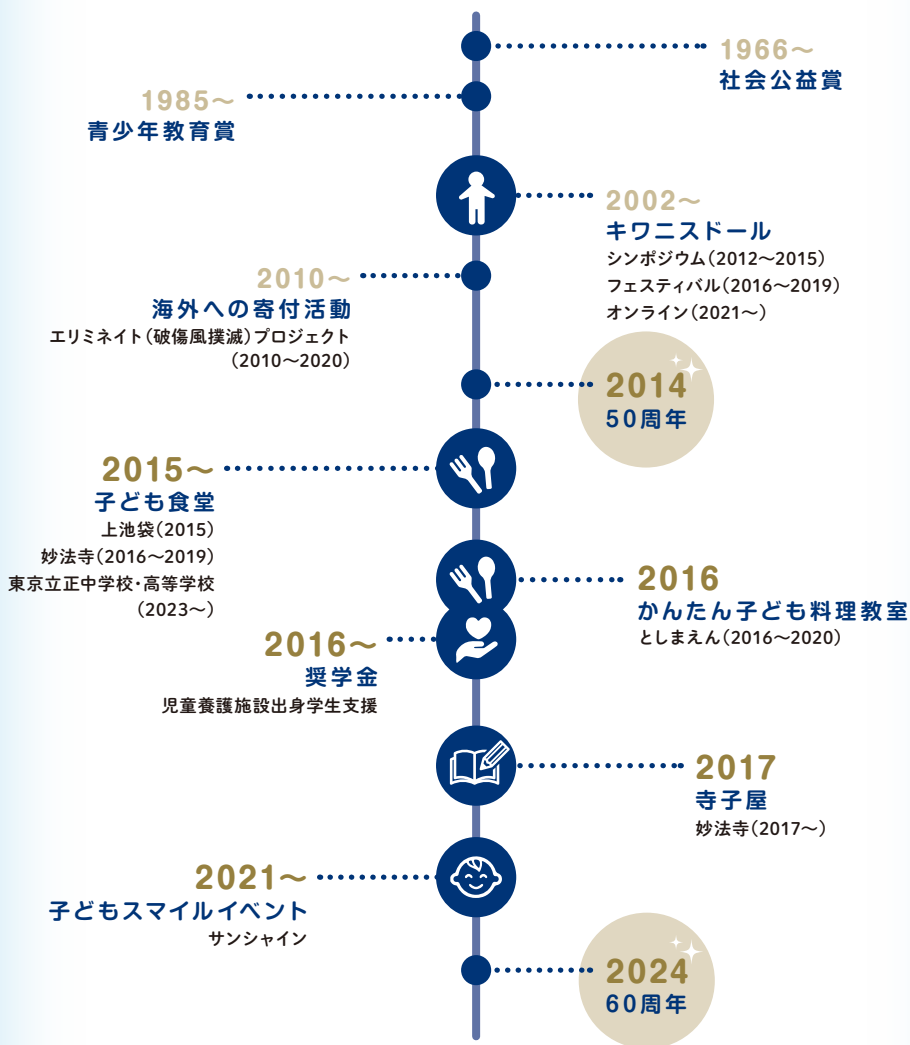 1966～
社会公益賞
1985～
青少年教育賞
2002～
キワニスドール
シンポジウム（2012～2015）
フェスティバル（2016～2019）
オンライン（2021～）
2010～
海外への寄付活動
エリミネイト（破傷風撲滅）プロジェクト
（2010～2020）
2014
50周年
2015～
子ども食堂
上池袋（2015）
妙法寺（2016～2019）
東京立正中学校・高等学校
（2023～）
2016
かんたん子ども料理教室
としまえん（2016～2020）
2016～
奨学金
児童養護施設出身学生支援
2017
寺子屋
妙法寺（2017～）
2021～
子どもスマイルイベント
サンシャイン
2024
60周年